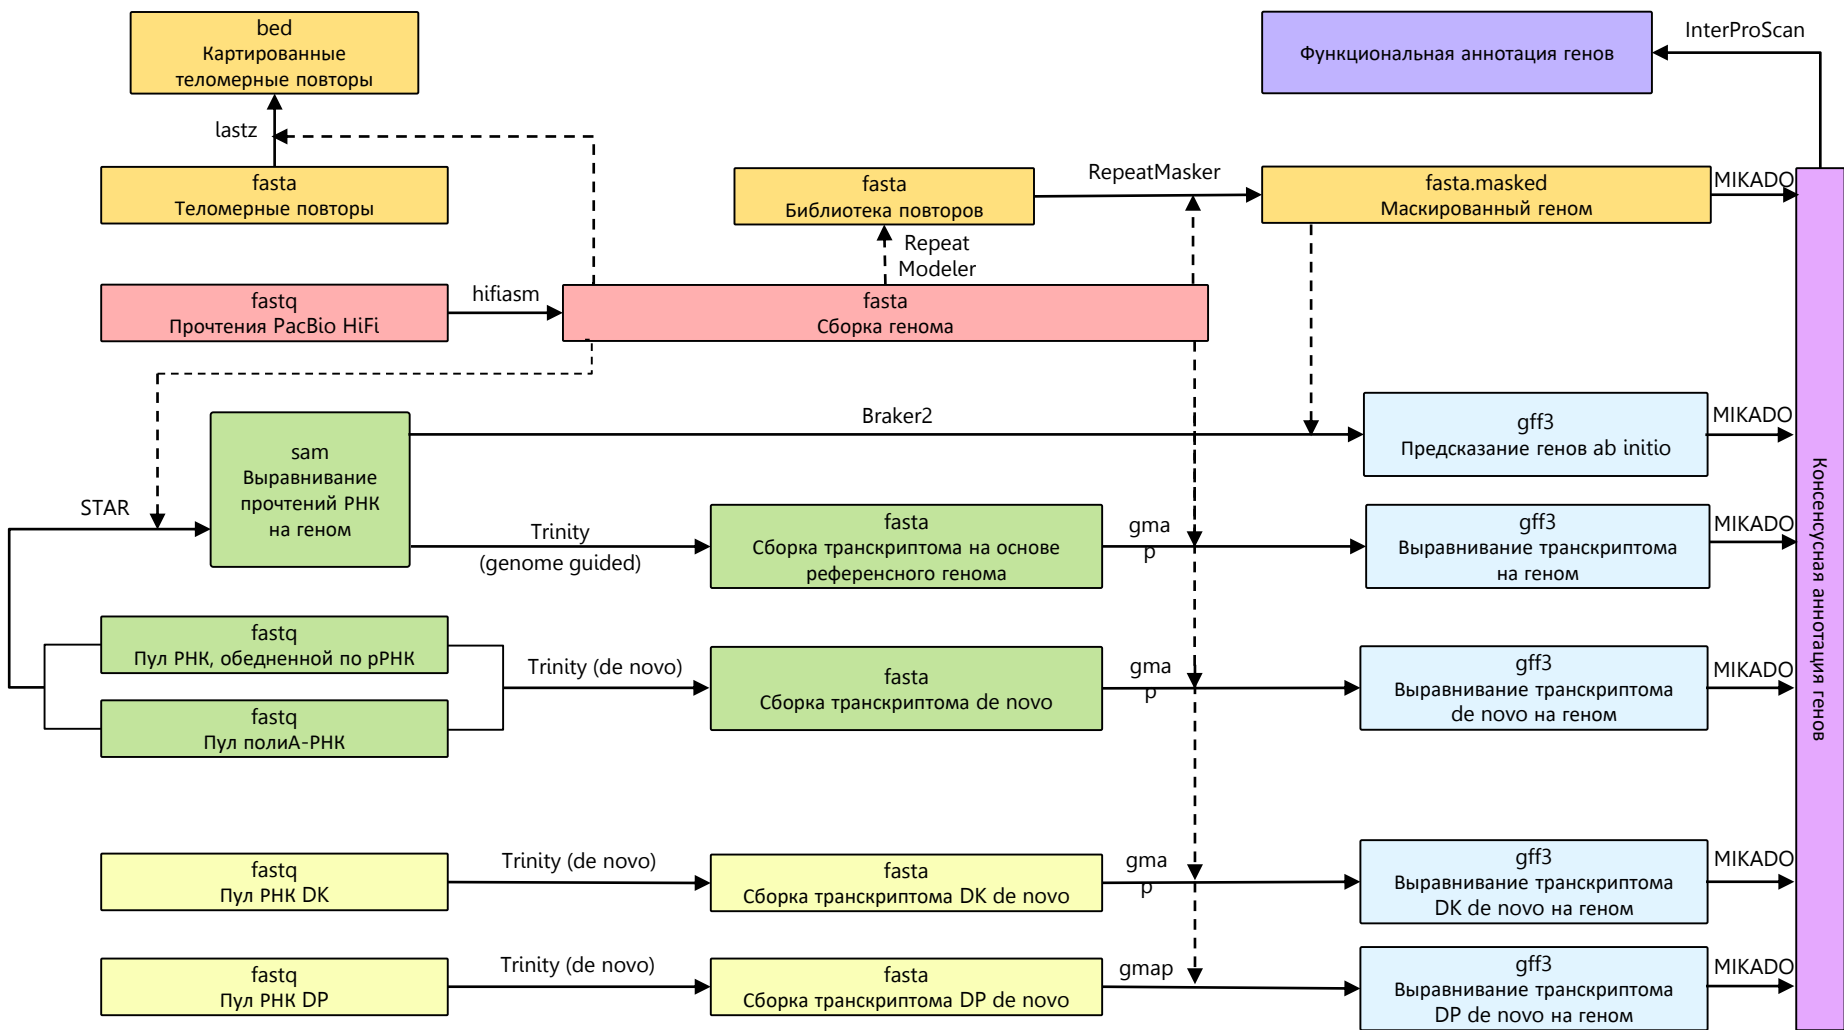 bed
Картированные
теломерные повторы
Функциональная аннотация генов
InterProScan
lastz
fasta
Теломерные повторы
fasta
Библиотека повторов
RepeatMasker
fasta.masked
Маскированный геном
MIKADO
Repeat
Modeler
fastq
Прочтения PacBio HiFi
hifiasm
fasta
Сборка генома
Braker2
gff3
Предсказание генов ab initio
MIKADO
sam
Выравнивание
прочтений РНК
на геном
STAR
Trinity
(genome guided)
fasta
Сборка транскриптома на основе
референсного генома
gma
p
gff3
Выравнивание транскриптома
на геном
MIKADO
Консенсусная аннотация генов
fastq
Пул РНК, обедненной по рРНК
fastq
Пул полиА-РНК
Trinity (de novo)
fasta
Сборка транскриптома de novo
gma
p
gff3
Выравнивание транскриптома
de novo на геном
MIKADO
fastq
Пул РНК DK
Trinity (de novo)
fasta
Сборка транскриптома DK de novo
gma
p
gff3
Выравнивание транскриптома
DK de novo на геном
MIKADO
fastq
Пул РНК DP
Trinity (de novo)
fasta
Сборка транскриптома DP de novo
gmap
gff3
Выравнивание транскриптома
DP de novo на геном
MIKADO